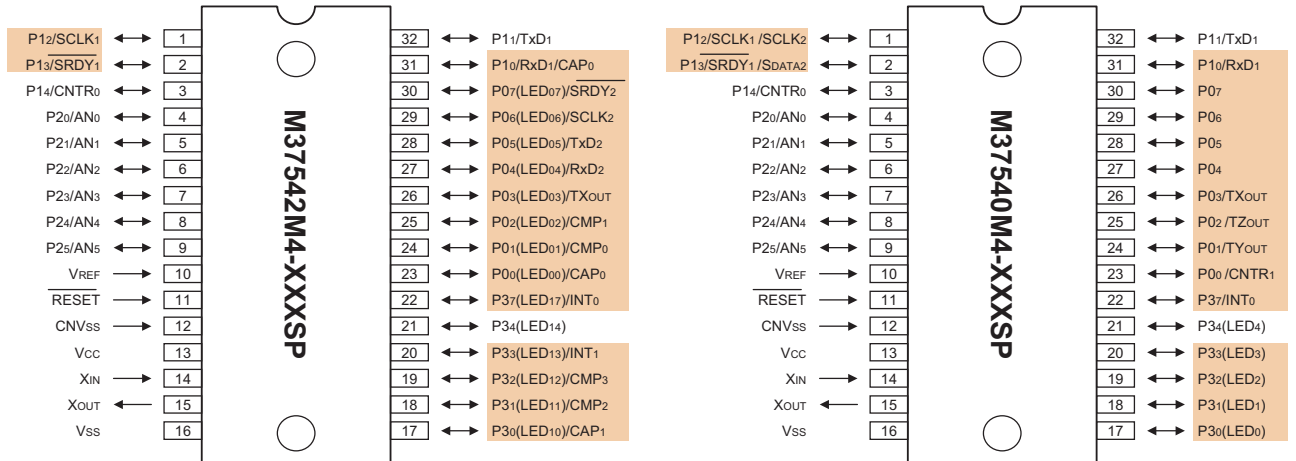 P12/SCLK1 1
P13/SRDY1 2
P14/CNTR0 3
P20/AN0 4
P21/AN1 5
P22/AN2 6
P23/AN3 7
P24/AN4 8
P25/AN5 9
VREF 10
RESET 11
CNVSS 12
VCC 13
XIN 14
XOUT 15
VSS 16
M37542M4-XXXSP
32 P11/TxD1
31 P10/RxD1/CAP0
30 P07(LED07)/SRDY2
29 P06(LED06)/SCLK2
28 P05(LED05)/TxD2
27 P04(LED04)/RxD2
26 P03(LED03)/TXOUT
25 P02(LED02)/CMP1
24 P01(LED01)/CMP0
23 P00(LED00)/CAP0
22 P37(LED17)/INT0
21 P34(LED14)
20 P33(LED13)/INT1
19 P32(LED12)/CMP3
18 P31(LED11)/CMP2
17 P30(LED10)/CAP1
P12/SCLK1/SCLK2 1
P13/SRDY1/SDATA2 2
P14/CNTR0 3
P20/AN0 4
P21/AN1 5
P22/AN2 6
P23/AN3 7
P24/AN4 8
P25/AN5 9
VREF 10
RESET 11
CNVSS 12
VCC 13
XIN 14
XOUT 15
VSS 16
M37540M4-XXXSP
32 P11/TxD1
31 P10/RxD1
30 P07
29 P06
28 P05
27 P04
26 P03/TXOUT
25 P02/TZOUT
24 P01/TYOUT
23 P00/CNTR1
22 P37/INT0
21 P34(LED4)
20 P33(LED3)
19 P32(LED2)
18 P31(LED1)
17 P30(LED0)